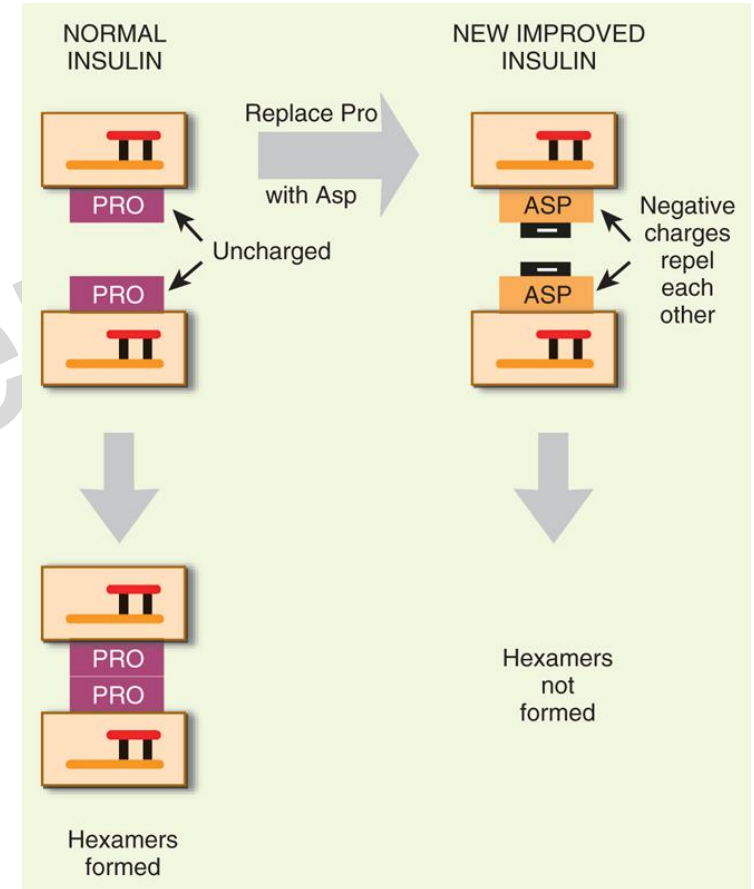 NORMAL
INSULIN
NEW IMPROVED
INSULIN
Replace Pro
with Asp
PRO
Uncharged
PRO
ASP
−
−
ASP
Negative
charges
repel
each
other
PRO
PRO
Hexamers
formed
Hexamers
not
formed